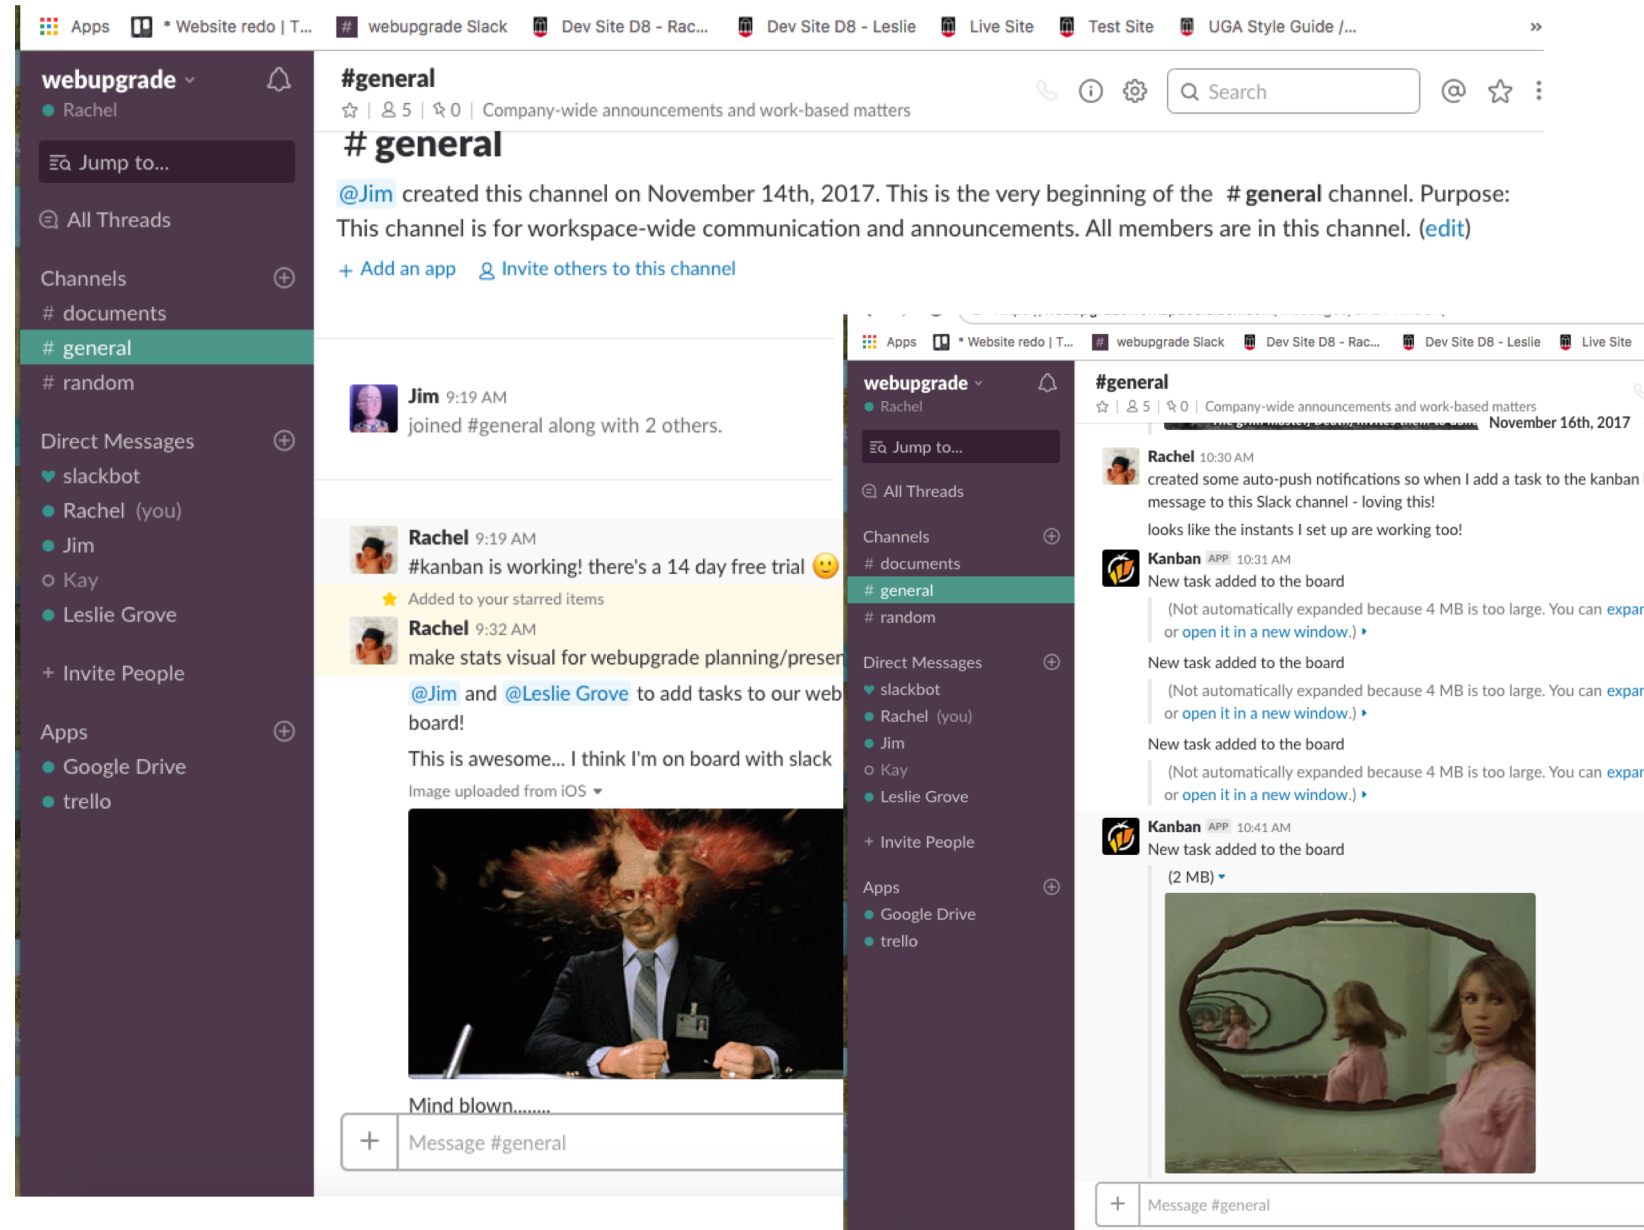 Apps * Website redo | T... # webupgrade Slack Dev Site D8 - Rac... Dev Site D8 - Leslie Live Site Test Site UGA Style Guide /... »
webupgrade
Rachel
Jump to...
All Threads
Channels
# documents
# general
# random
Direct Messages
slackbot
Rachel (you)
Jim
Kay
Leslie Grove
+ Invite People
Apps
Google Drive
trello
#general
5 | 0 | Company-wide announcements and work-based matters
Search
# general
@Jim created this channel on November 14th, 2017. This is the very beginning of the # general channel. Purpose:
This channel is for workspace-wide communication and announcements. All members are in this channel. (edit)
+ Add an app Invite others to this channel
Jim 9:19 AM
joined #general along with 2 others.
Rachel 9:19 AM
#kanban is working! there's a 14 day free trial
Added to your starred items
Rachel 9:32 AM
make stats visual for webupgrade planning/presen
@Jim and @Leslie Grove to add tasks to our web
board!
This is awesome... I think I'm on board with slack
Image uploaded from iOS
Mind blown........
+ Message #general
Apps * Website redo | T... # webupgrade Slack Dev Site D8 - Rac... Dev Site D8 - Leslie Live Site
webupgrade
Rachel
Jump to...
All Threads
Channels
# documents
# general
# random
Direct Messages
slackbot
Rachel (you)
Jim
Kay
Leslie Grove
+ Invite People
Apps
Google Drive
trello
#general
5 | 0 | Company-wide announcements and work-based matters
November 16th, 2017
Rachel 10:30 AM
created some auto-push notifications so when I add a task to the kanban
message to this Slack channel - loving this!
looks like the instants I set up are working too!
Kanban APP 10:31 AM
New task added to the board
(Not automatically expanded because 4 MB is too large. You can expan
or open it in a new window.)
New task added to the board
(Not automatically expanded because 4 MB is too large. You can expan
or open it in a new window.)
New task added to the board
(Not automatically expanded because 4 MB is too large. You can expan
or open it in a new window.)
Kanban APP 10:41 AM
New task added to the board
(2 MB)
+ Message #general